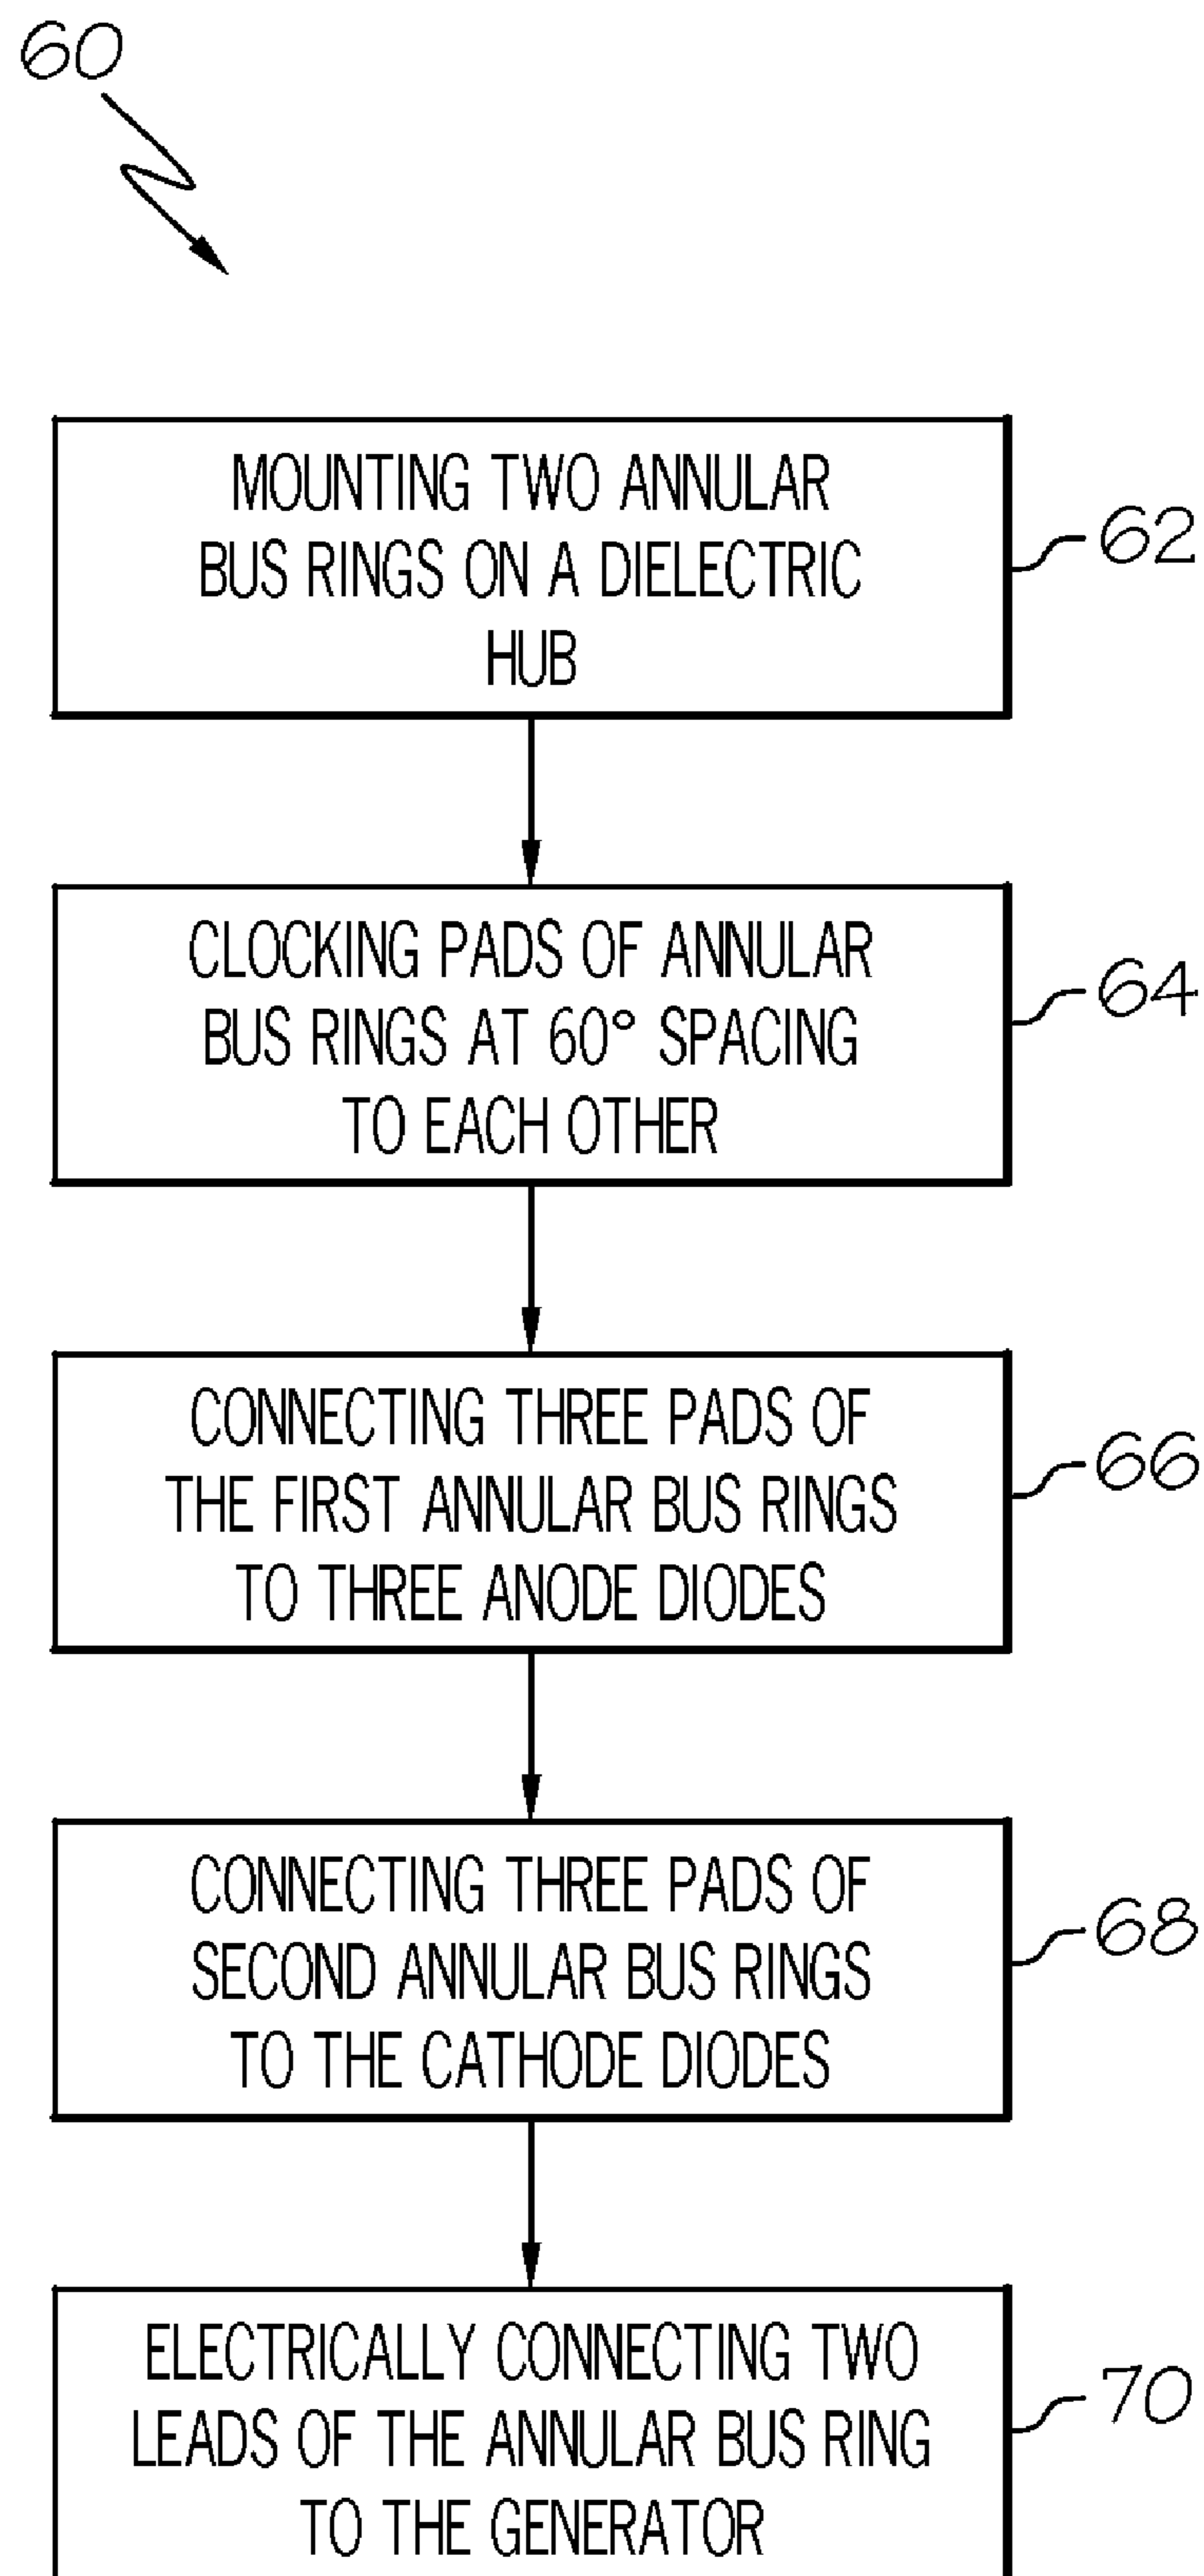 60
MOUNTING TWO ANNULAR
BUS RINGS ON A DIELECTRIC
HUB
62
CLOCKING PADS OF ANNULAR
BUS RINGS AT 60° SPACING
TO EACH OTHER
64
CONNECTING THREE PADS OF
THE FIRST ANNULAR BUS RINGS
TO THREE ANODE DIODES
66
CONNECTING THREE PADS OF
SECOND ANNULAR BUS RINGS
TO THE CATHODE DIODES
68
ELECTRICALLY CONNECTING TWO
LEADS OF THE ANNULAR BUS RING
TO THE GENERATOR
70